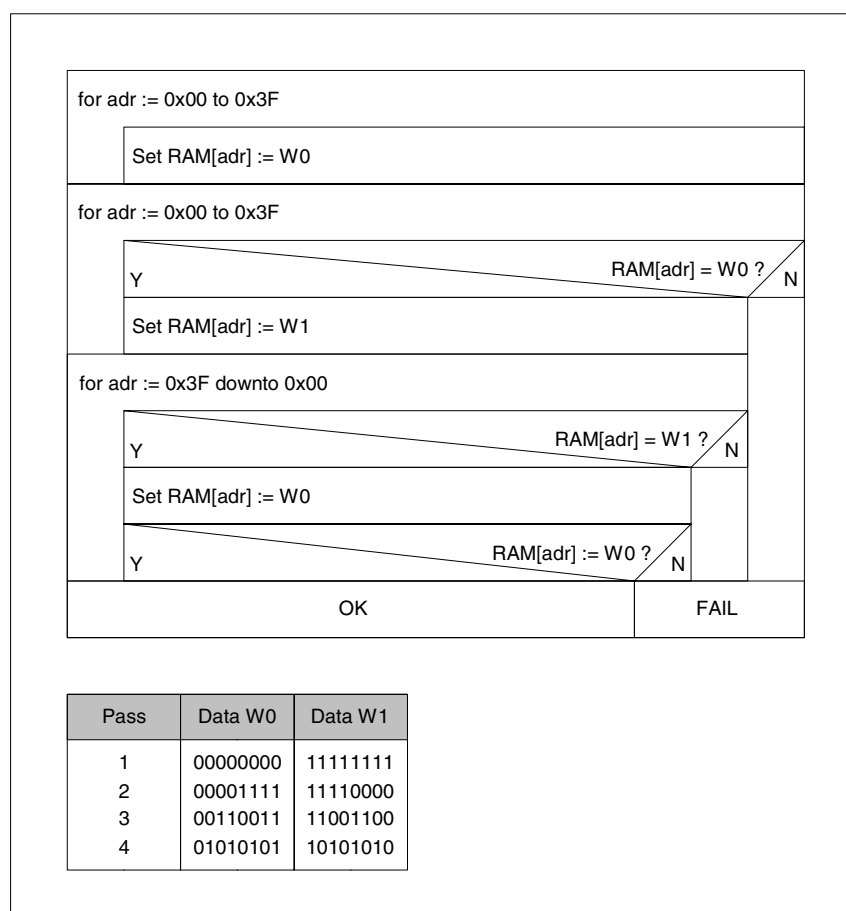 for adr := 0x00 to 0x3F
Set RAM[adr] := W0
for adr := 0x00 to 0x3F
RAM[adr] = W0 ?
Y
N
Set RAM[adr] := W1
for adr := 0x3F downto 0x00
RAM[adr] = W1 ?
Y
N
Set RAM[adr] := W0
RAM[adr] := W0 ?
Y
N
OK FAIL
Pass Data W0 Data W1
1 00000000 11111111
2 00001111 11110000
3 00110011 11001100
4 01010101 10101010